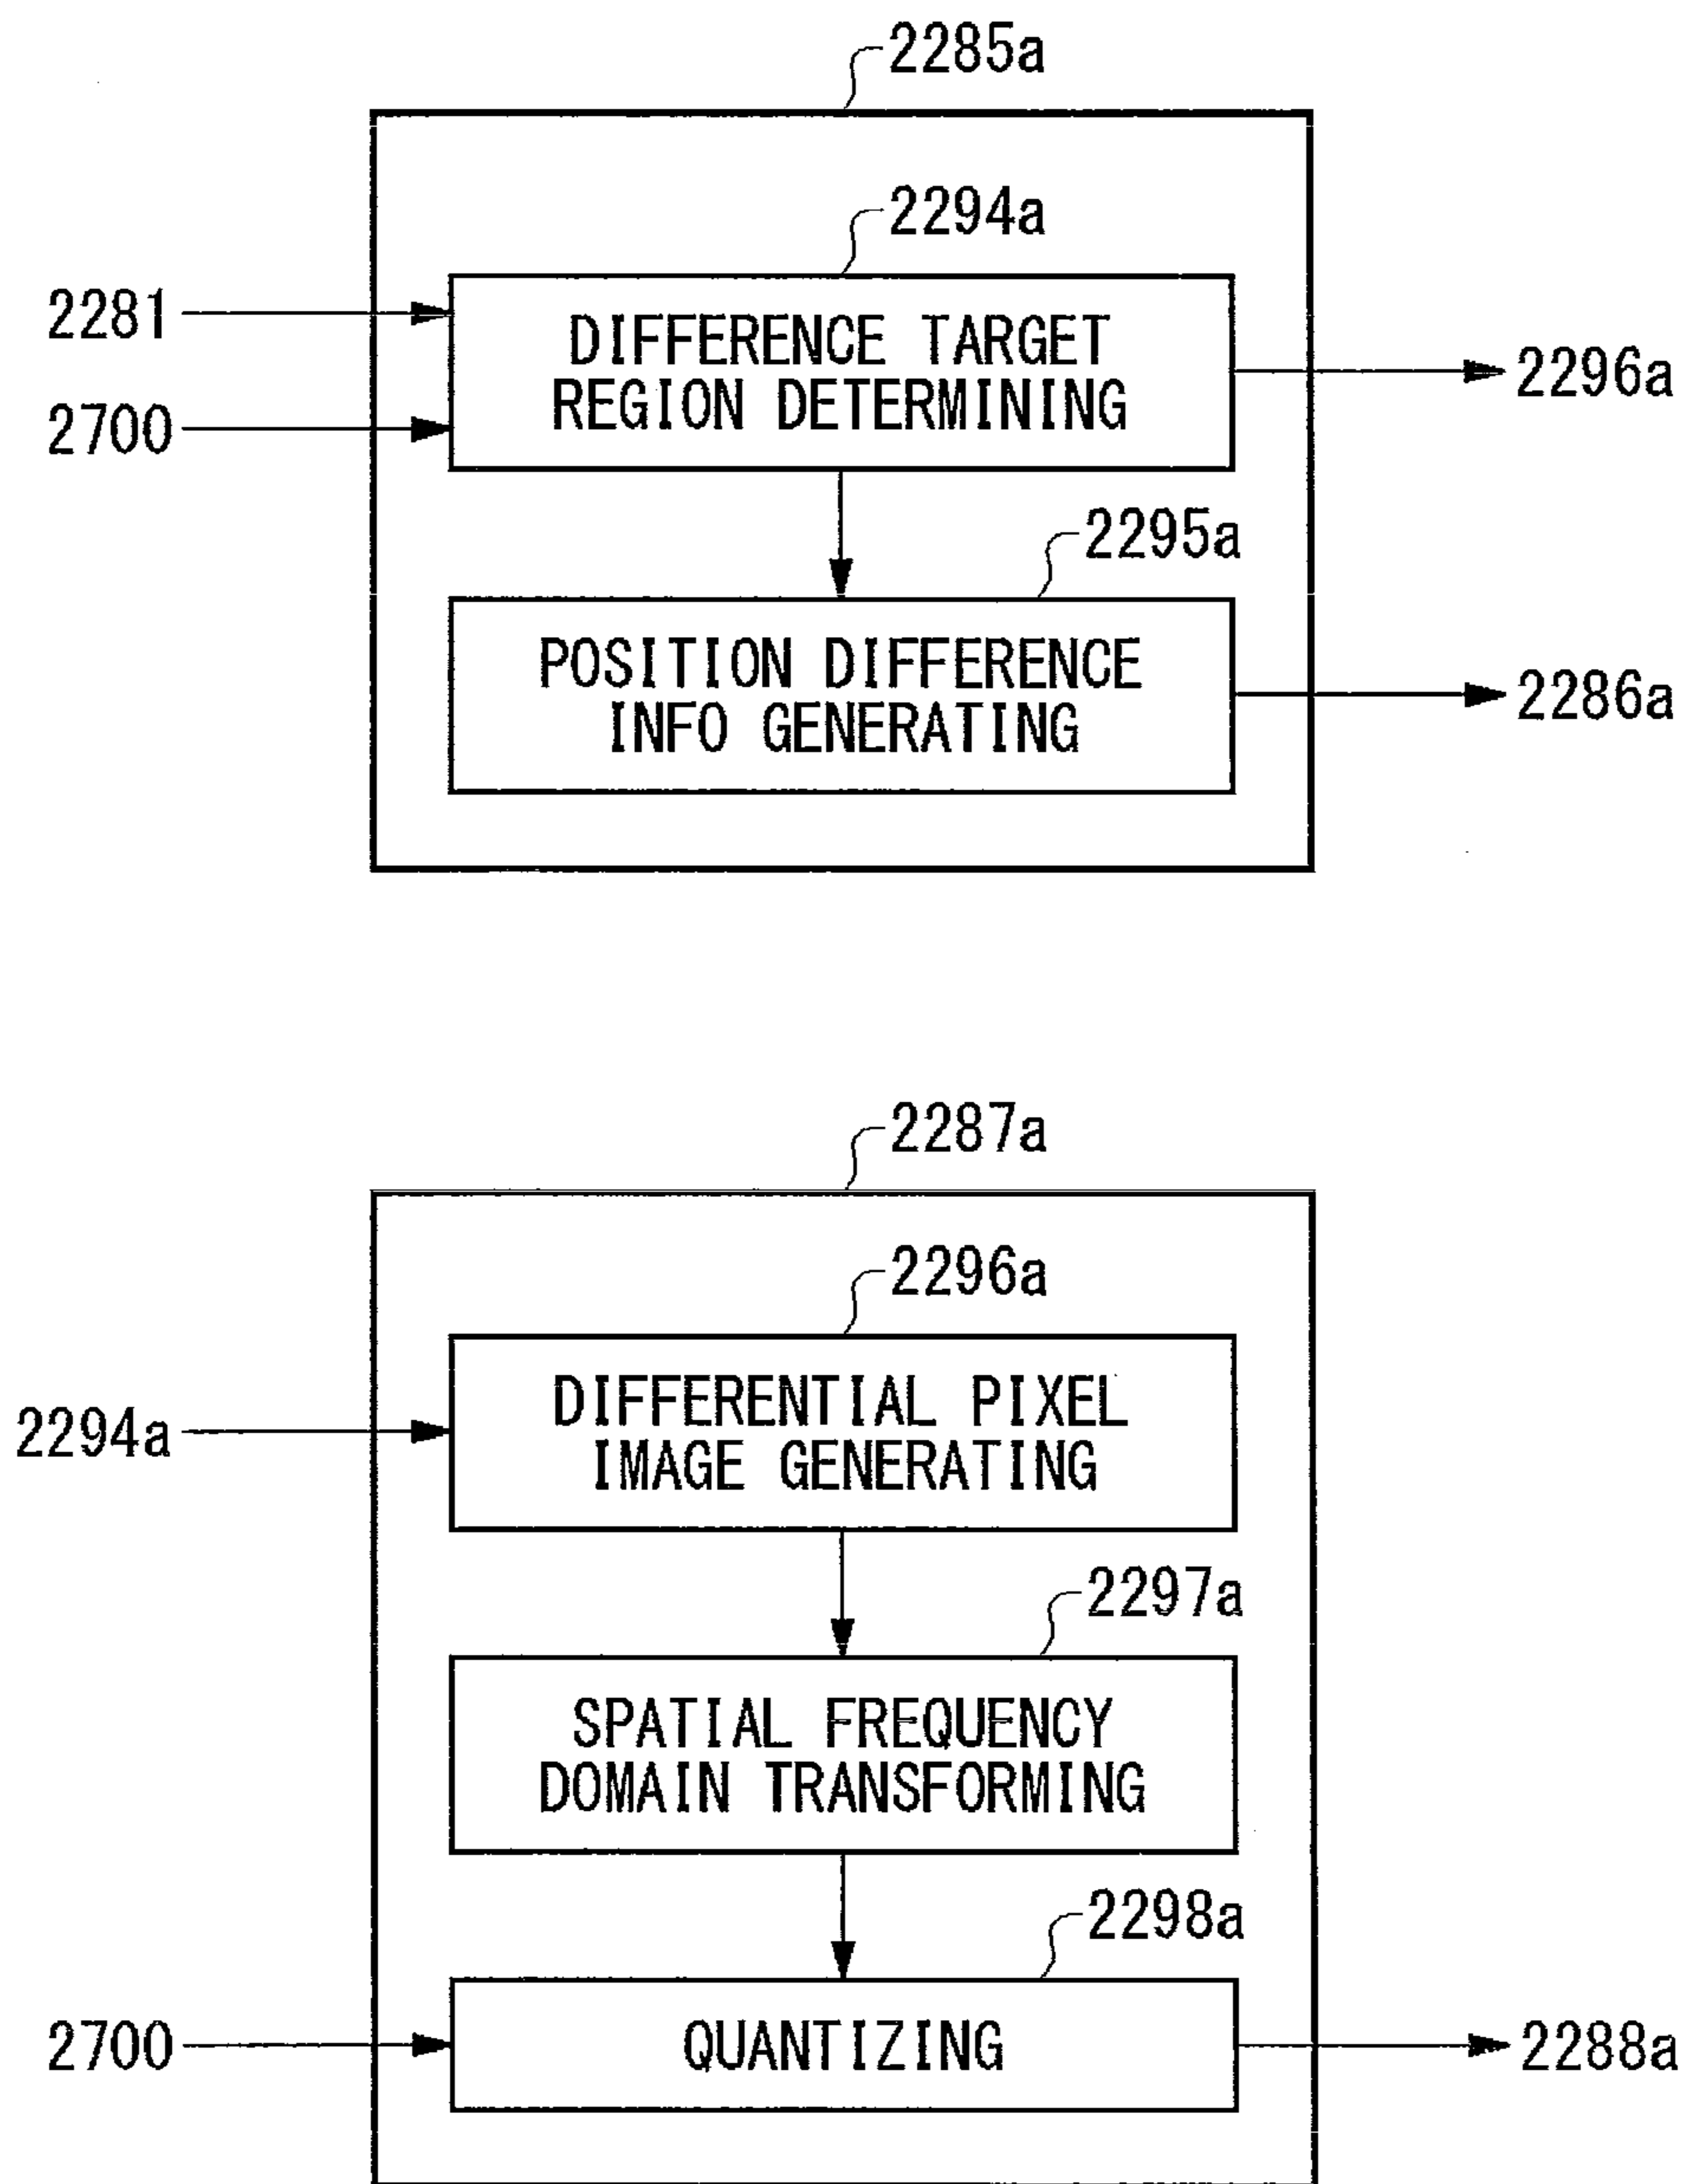 2285a
2294a
2281
DIFFERENCE TARGET
2296a
REGION DETERMINING
2700
2295a
POSITION DIFFERENCE
2286a
INFO GENERATING
2287a
2296a
DIFFERENTIAL PIXEL
2294a
IMAGE GENERATING
2297a
SPATIAL FREQUENCY
DOMAIN TRANSFORMING
2298a
2700
QUANTIZING
2288a